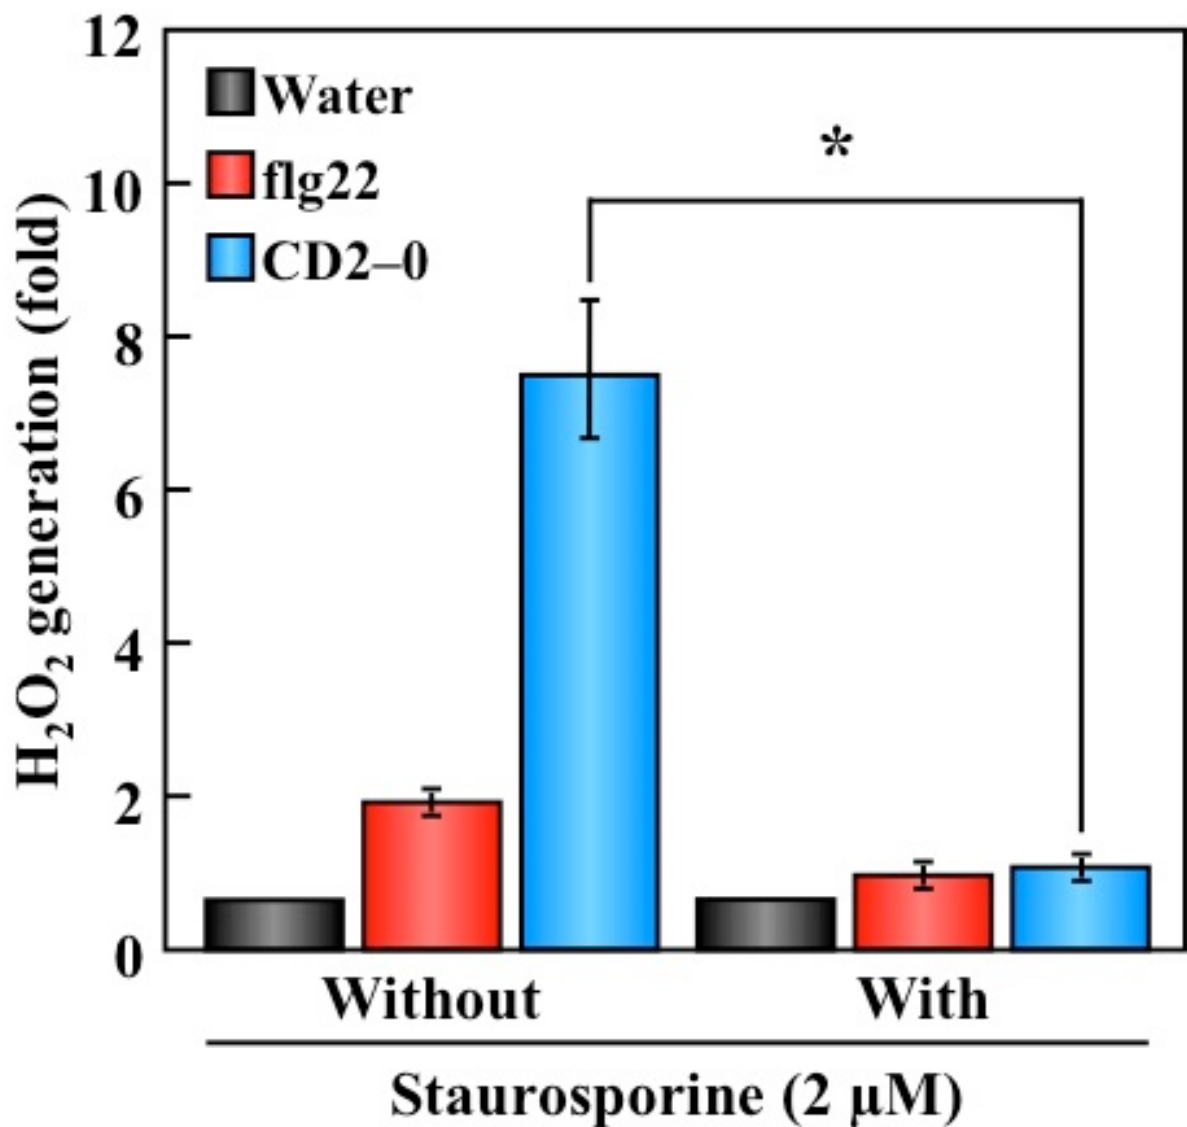 12
10
8
6
4
2
0
H₂O₂ generation (fold)
Water
flg22
CD2–0
*
Without With
Staurosporine (2 μM)